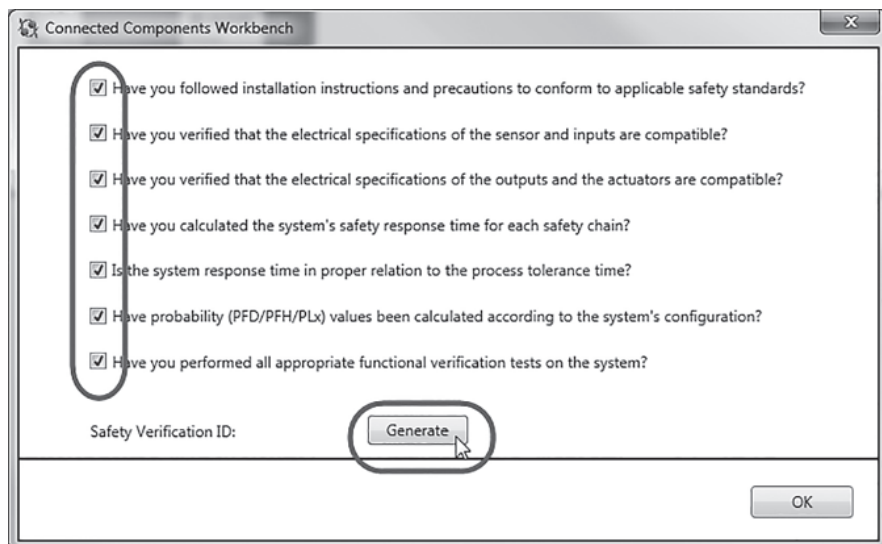 Connected Components Workbench
Have you followed installation instructions and precautions to conform to applicable safety standards?
Have you verified that the electrical specifications of the sensor and inputs are compatible?
Have you verified that the electrical specifications of the outputs and the actuators are compatible?
Have you calculated the system's safety response time for each safety chain?
Is the system response time in proper relation to the process tolerance time?
Have probability (PFD/PFH/PLx) values been calculated according to the system's configuration?
Have you performed all appropriate functional verification tests on the system?
Safety Verification ID: Generate
OK